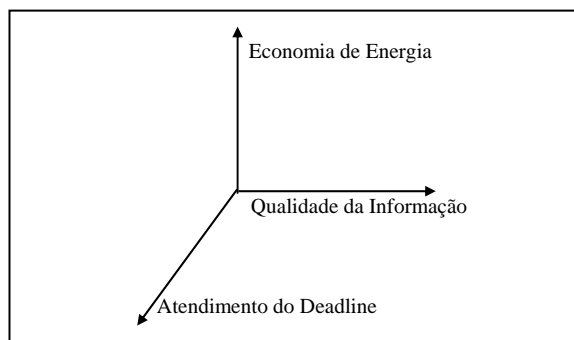 Economia de Energia
Qualidade da Informação
Atendimento do Deadline